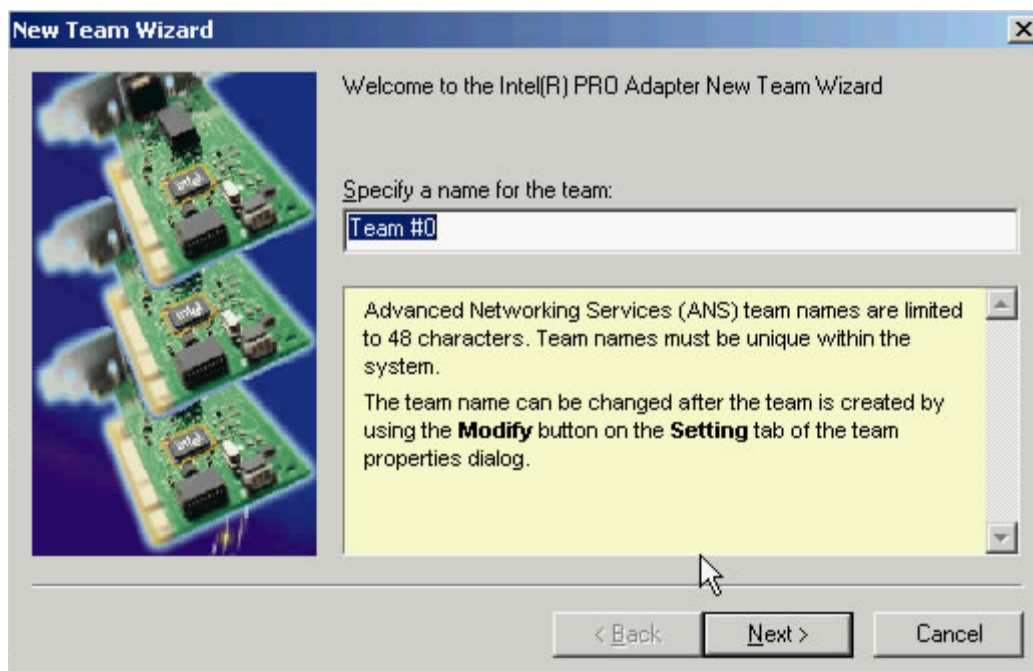 New Team Wizard
Welcome to the Intel(R) PRO Adapter New Team Wizard
Specify a name for the team:
Team #0
Advanced Networking Services (ANS) team names are limited
to 48 characters. Team names must be unique within the
system.
The team name can be changed after the team is created by
using the Modify button on the Setting tab of the team
properties dialog.
intel
intel
intel
< Back
Next >
Cancel